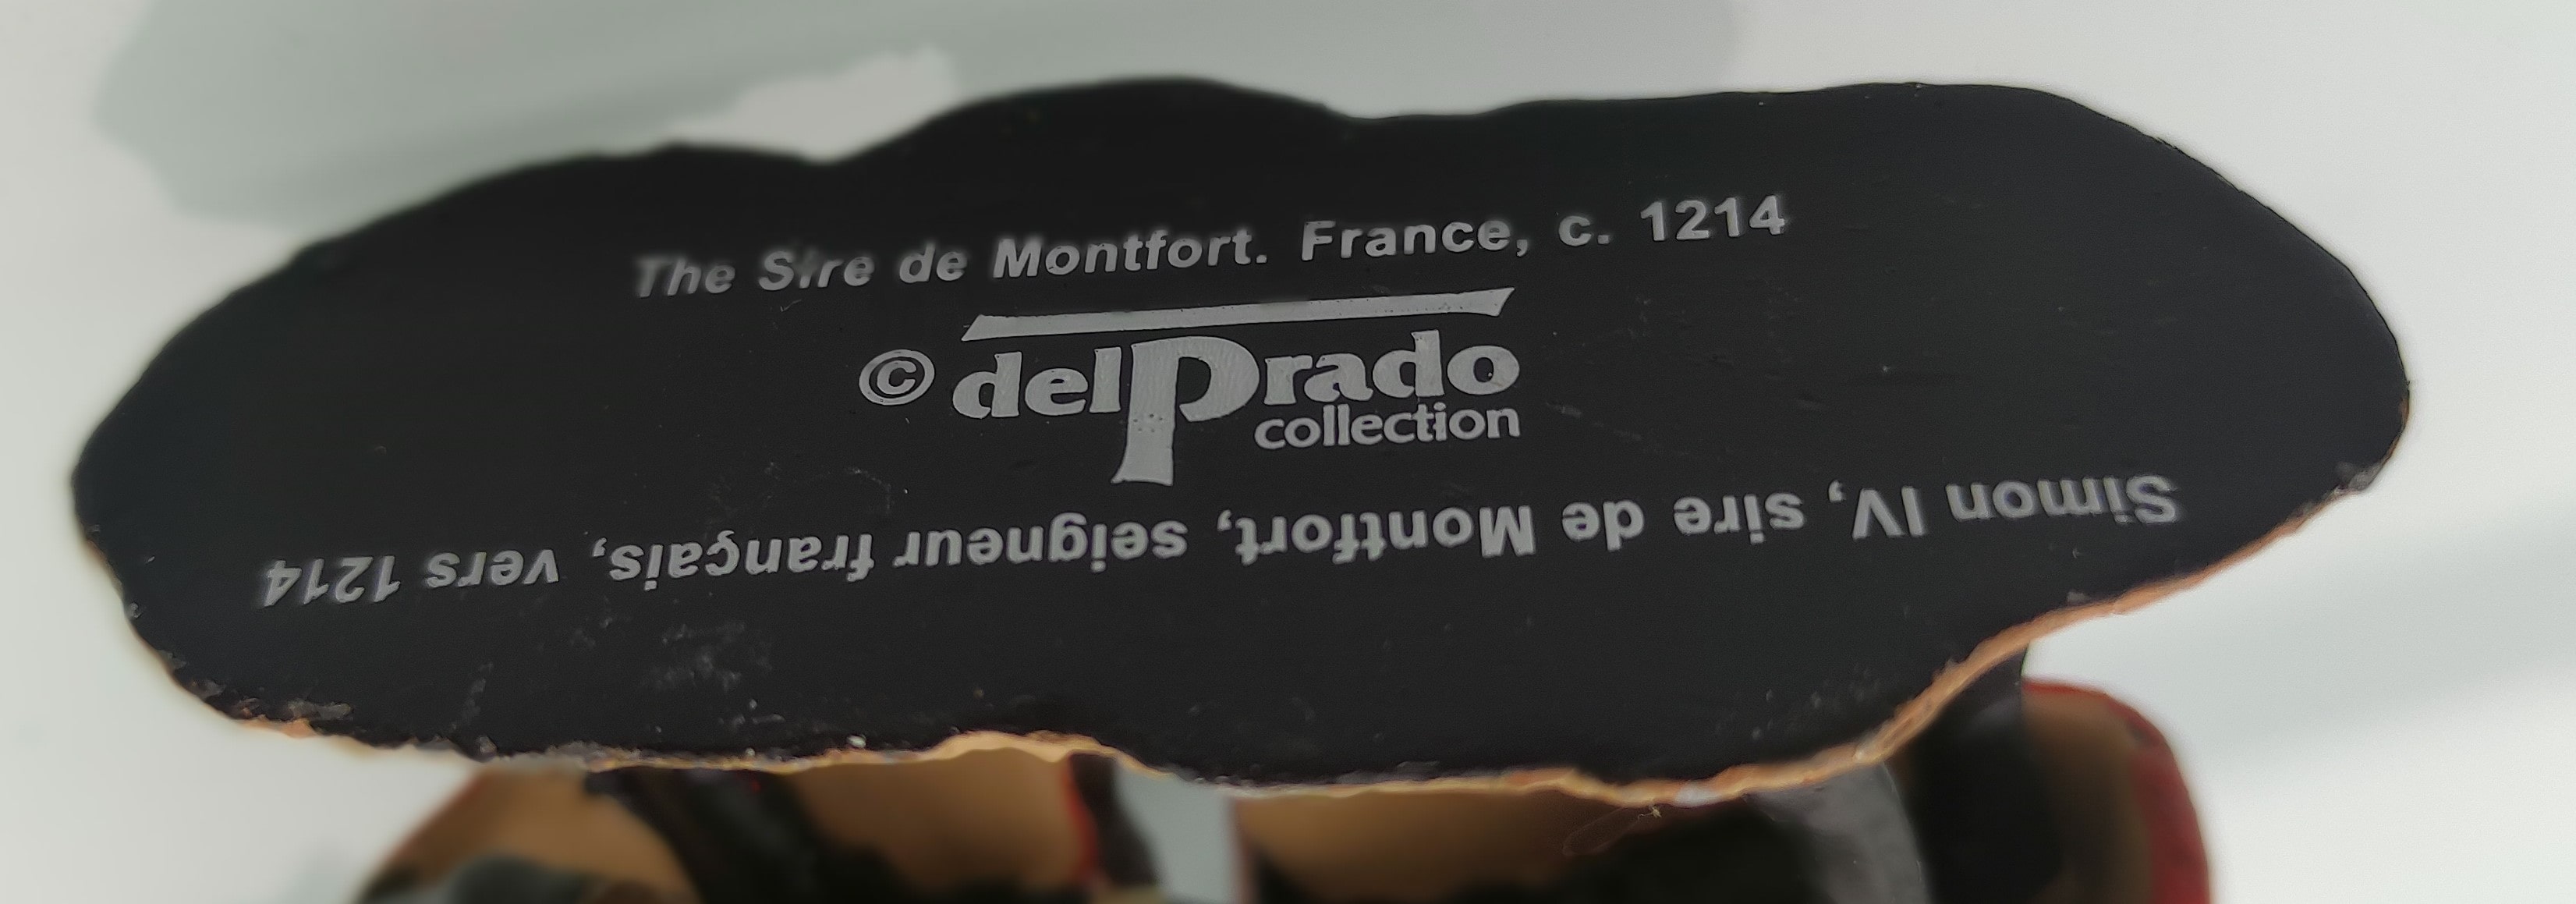 The Sire de Montfort. France, c. 1214
© delPrado
collection
Simon IV, sire de Montfort, seigneur français, vers 1214